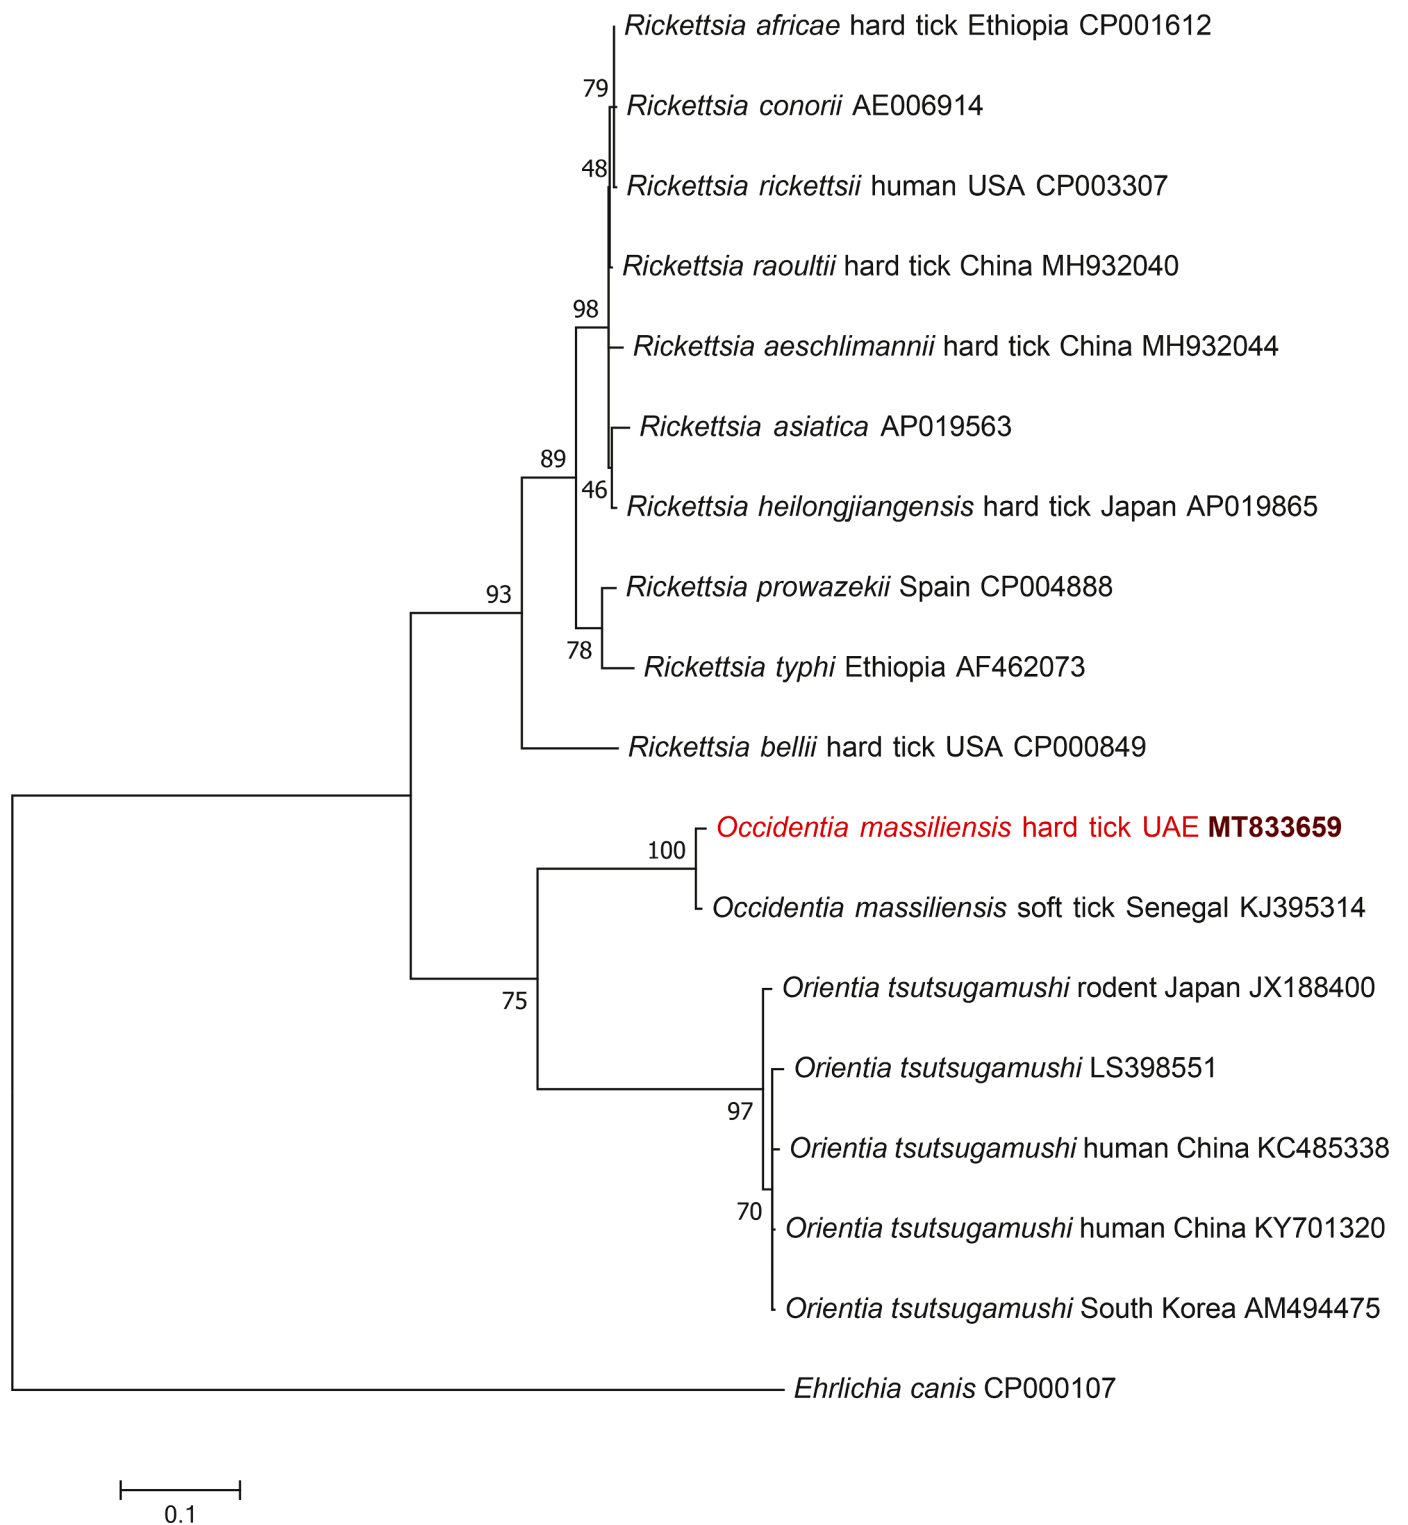 Rickettsia africae hard tick Ethiopia CP001612
79
Rickettsia conorii AE006914
48
Rickettsia rickettsii human USA CP003307
Rickettsia raoultii hard tick China MH932040
98
Rickettsia aeschlimannii hard tick China MH932044
Rickettsia asiatica AP019563
89
46
Rickettsia heilongjiangensis hard tick Japan AP019865
Rickettsia prowazekii Spain CP004888
93
78
Rickettsia typhi Ethiopia AF462073
Rickettsia bellii hard tick USA CP000849
Occidentia massiliensis hard tick UAE MT833659
100
Occidentia massiliensis soft tick Senegal KJ395314
Orientia tsutsugamushi rodent Japan JX188400
75
Orientia tsutsugamushi LS398551
97
Orientia tsutsugamushi human China KC485338
70
Orientia tsutsugamushi human China KY701320
Orientia tsutsugamushi South Korea AM494475
Ehrlichia canis CP000107
0.1